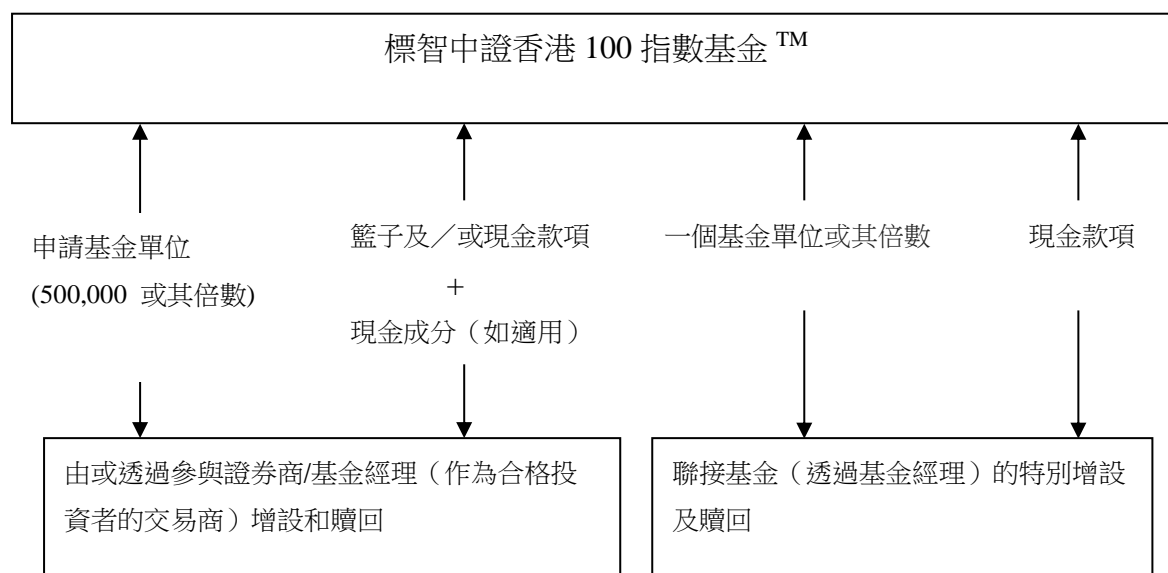 標智中證香港 100 指數基金 TM
申請基金單位
(500,000 或其倍數)
籃子及／或現金款項
+
現金成分（如適用）
一個基金單位或其倍數
現金款項
由或透過參與證券商/基金經理（作為合格投
資者的交易商）增設和贖回
聯接基金（透過基金經理）的特別增設
及贖回